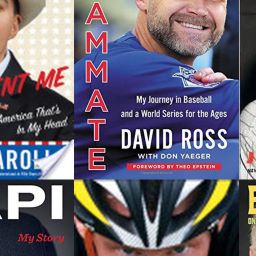 AMMATE
My Journey in Baseball
and a World Series for the Ages
DAVID ROSS
WITH DON YAEGER
FOREWORD by THEO EPSTEIN
NT ME
America That's
In My Head
AROLL
API
My Story